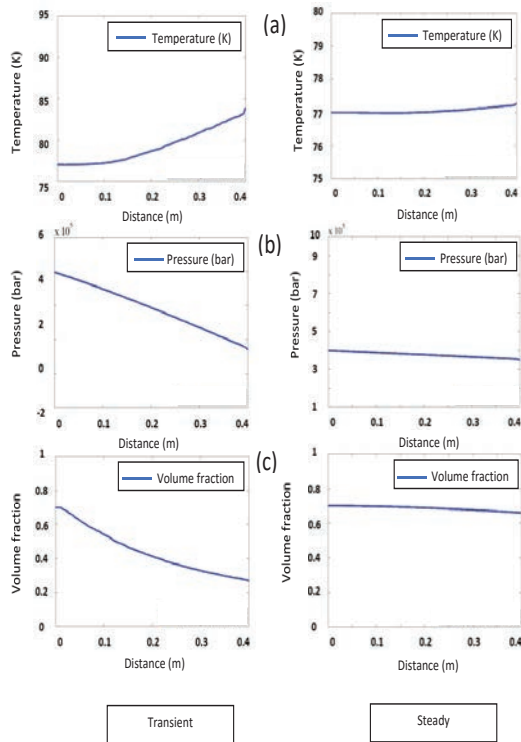 (a)
Temperature (K)
Temperature (K)
95
90
85
80
75
0
0.1
0.2
0.3
0.4
Distance (m)
Temperature (K)
Temperature (K)
80
79
78
77
76
75
0
0.1
0.2
0.3
0.4
Distance (m)
(b)
x 10⁵
Pressure (bar)
Pressure (bar)
6
4
2
0
-2
0
0.1
0.2
0.3
0.4
Distance (m)
x 10⁵
Pressure (bar)
Pressure (bar)
10
9
7
5
3
1
0
0.1
0.2
0.3
0.4
Distance (m)
(c)
Volume fraction
Volume fraction
1
0.8
0.6
0.4
0.2
0
0
0.1
0.2
0.3
0.4
Distance (m)
Volume fraction
Volume fraction
1
0.8
0.6
0.4
0.2
0
0
0.1
0.2
0.3
0.4
Distance (m)
Transient
Steady